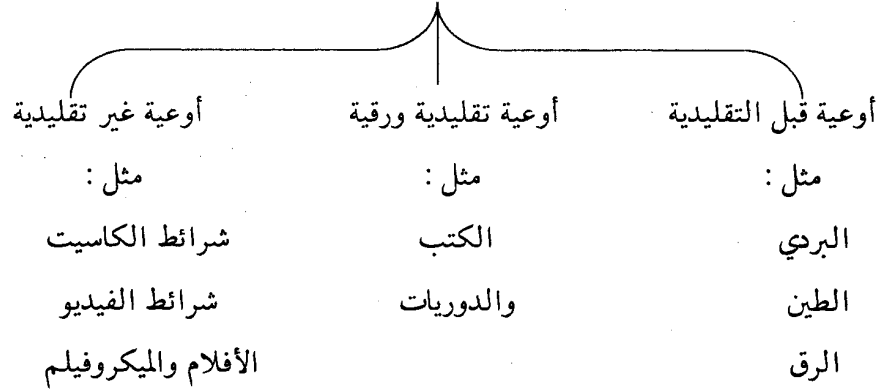 أوعية قبل التقليدية أوعية تقليدية ورقية أوعية غير تقليدية
مثل : مثل : مثل :
البردي الكتب شرائط الكاسيت
الطين والدوريات شرائط الفيديو
الرق الأفلام والميكروفيلم